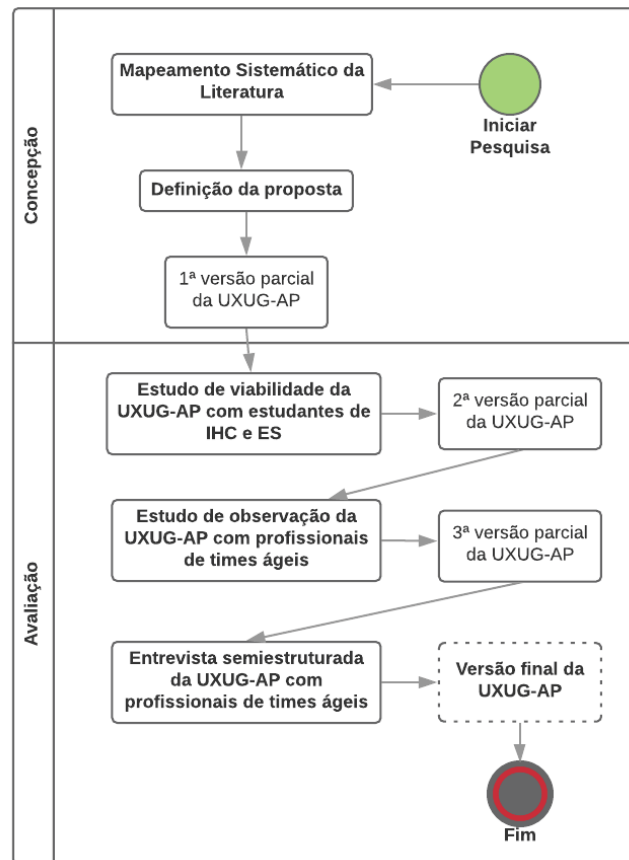 Concepção
Mapeamento Sistemático da
Literatura
Iniciar
Pesquisa
Definição da proposta
1ª versão parcial
da UXUG-AP
Avaliação
Estudo de viabilidade da
UXUG-AP com estudantes de
IHC e ES
2ª versão parcial
da UXUG-AP
Estudo de observação da
UXUG-AP com profissionais
de times ágeis
3ª versão parcial
da UXUG-AP
Entrevista semiestruturada
da UXUG-AP com
profissionais de times ágeis
Versão final da
UXUG-AP
Fim